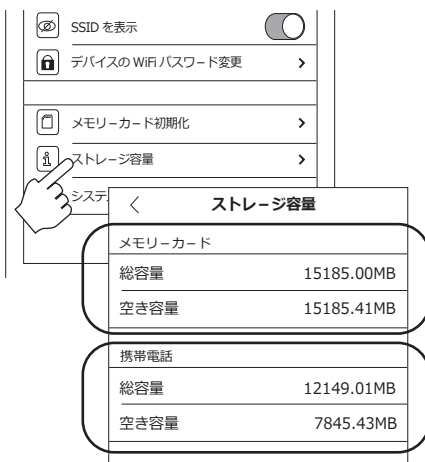 SSID を表示
デバイスの WiFi パスワード変更
メモリーカード初期化
ストレージ容量
システ
ストレージ容量
メモリーカード
総容量 15185.00MB
空き容量 15185.41MB
携帯電話
総容量 12149.01MB
空き容量 7845.43MB